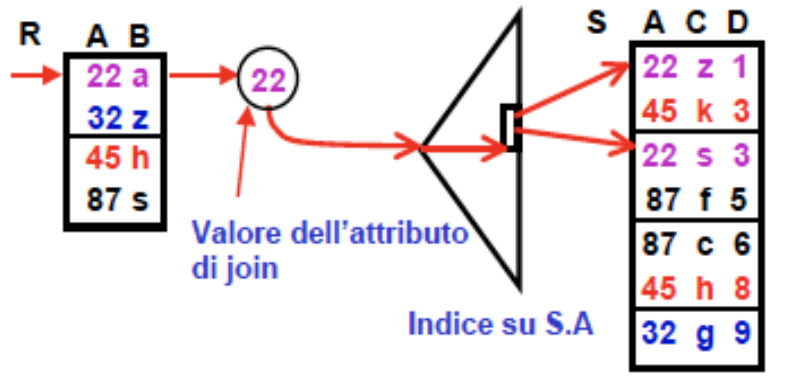 R A B
22 a
32 z
45 h
87 s
22
Valore dell'attributo
di join
Indice su S.A
S A C D
22 z 1
45 k 3
22 s 3
87 f 5
87 c 6
45 h 8
32 g 9